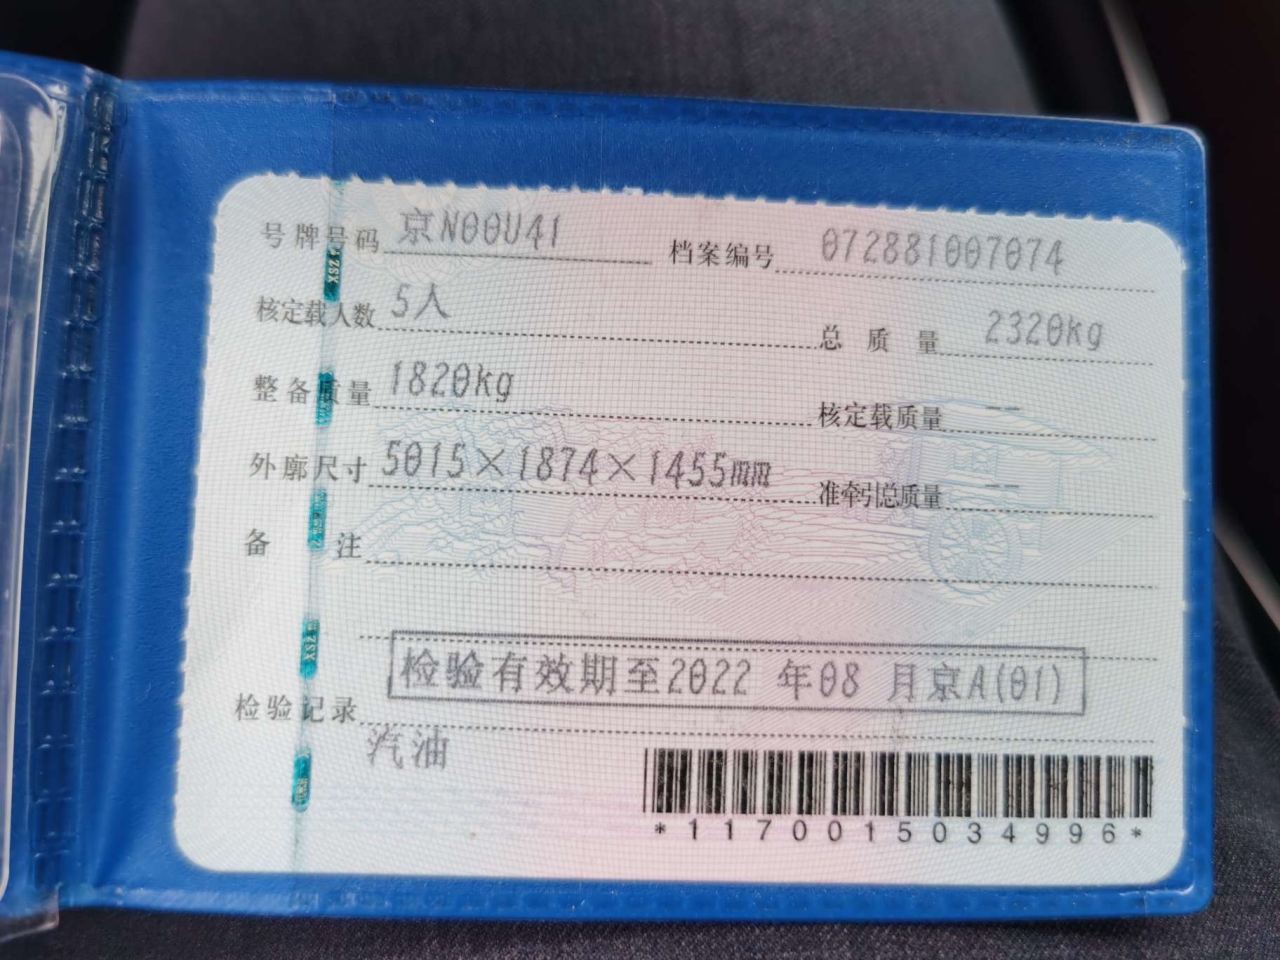 号牌号码 京N00U41 档案编号 072881007074
核定载人数 5人 总质量 2320kg
整备质量 1820kg 核定载质量 --
外廓尺寸 5015×1874×1455mm 准牵引总质量 --
备注
检验有效期至2022 年08 月京A(01)
检验记录
汽油
*1170015034996*
XSZ
XSZ